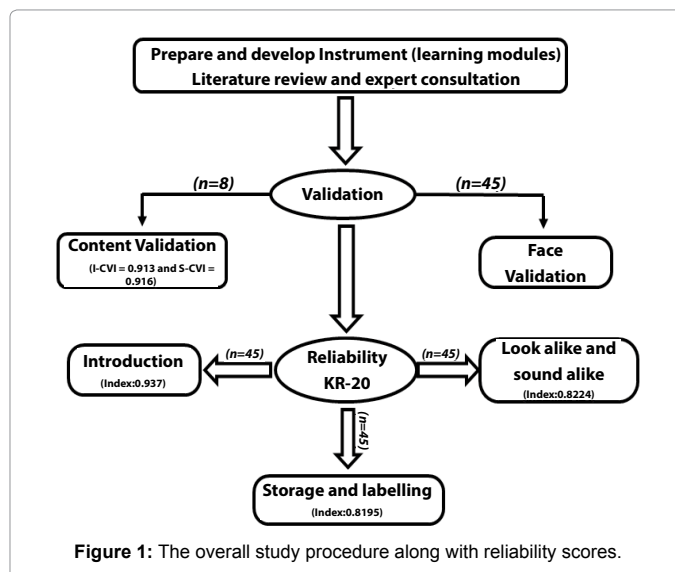 Prepare and develop Instrument (learning modules)
Literature review and expert consultation
(n=8)
Validation
(n=45)
Content Validation
(I-CVI = 0.913 and S-CVI =
0.916)
Face
Validation
Introduction
(Index:0.937)
(n=45)
Reliability
KR-20
(n=45)
Look alike and
sound alike
(Index:0.8224)
(n=45)
Storage and labelling
(Index:0.8195)
Figure 1: The overall study procedure along with reliability scores.